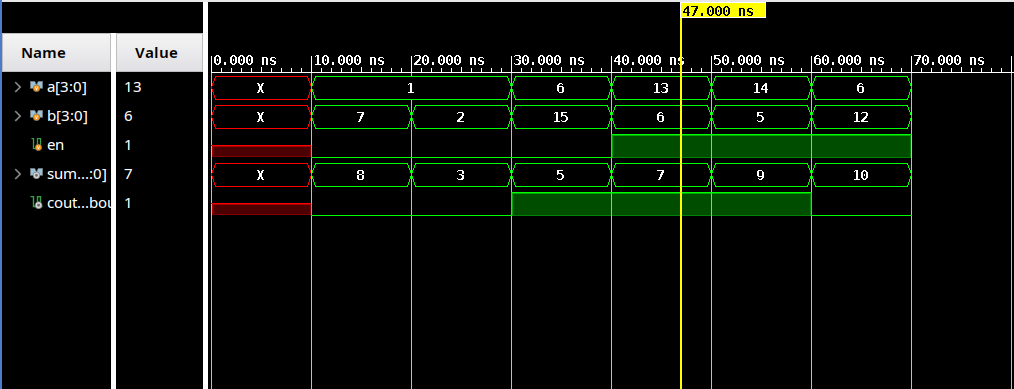 47.000 ns
Name Value
0.000 ns 10.000 ns 20.000 ns 30.000 ns 40.000 ns 50.000 ns 60.000 ns 70.000 ns
a[3:0] 13 X 1 6 13 14 6
b[3:0] 6 X 7 2 15 6 5 12
en 1
sum...:0] 7 X 8 3 5 7 9 10
cout...bou 1